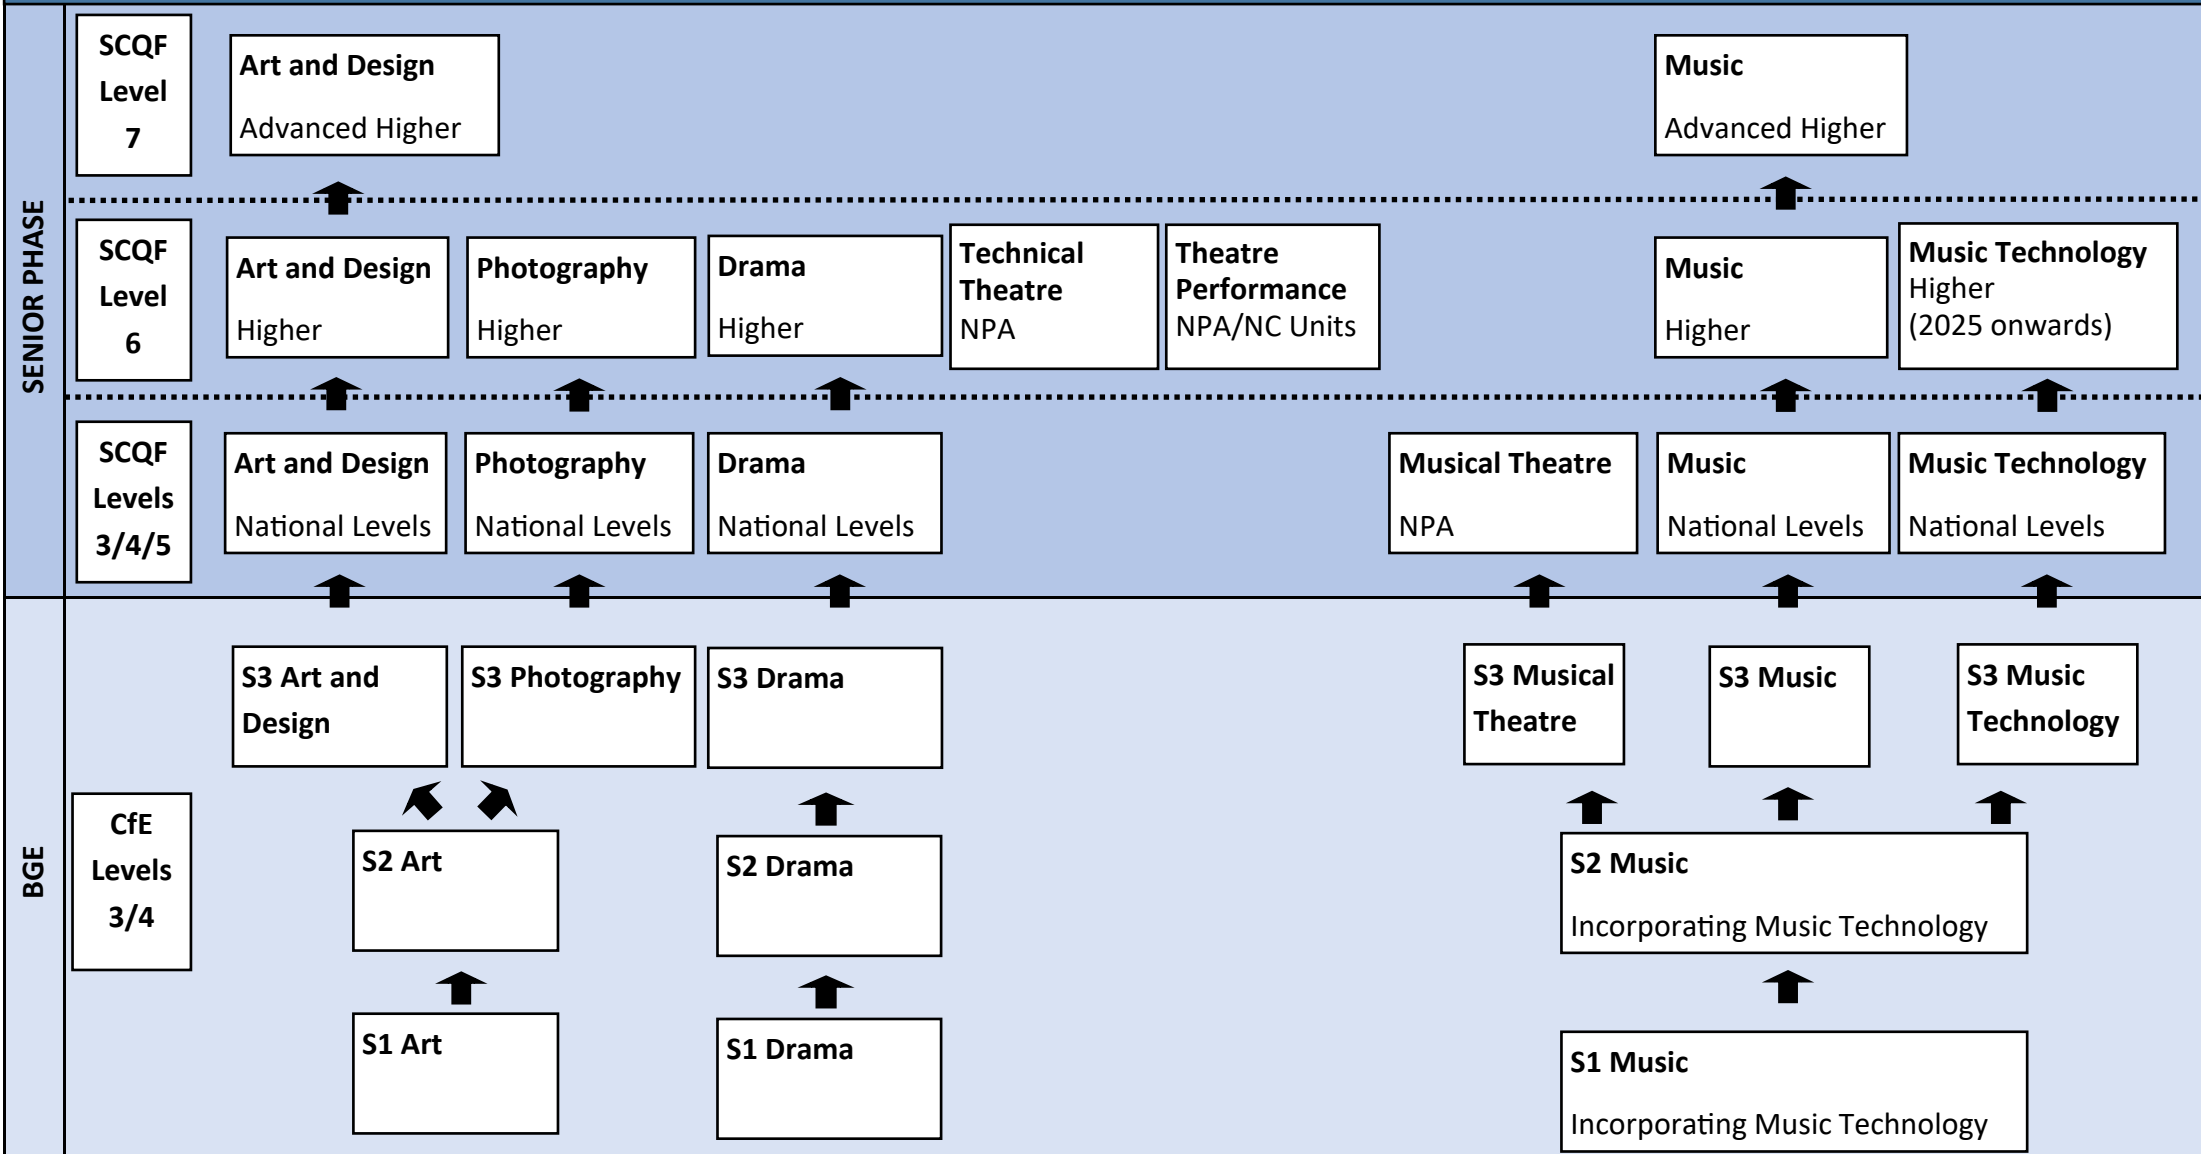 SENIOR PHASE
SCQF
Level
7
Art and Design
Advanced Higher
Music
Advanced Higher
SCQF
Level
6
Art and Design
Higher
Photography
Higher
Drama
Higher
Technical
Theatre
NPA
Theatre
Performance
NPA/NC Units
Music
Higher
Music Technology
Higher
(2025 onwards)
SCQF
Levels
3/4/5
Art and Design
National Levels
Photography
National Levels
Drama
National Levels
Musical Theatre
NPA
Music
National Levels
Music Technology
National Levels
BGE
CfE
Levels
3/4
S3 Art and
Design
S3 Photography
S3 Drama
S3 Musical
Theatre
S3 Music
S3 Music
Technology
S2 Art
S2 Drama
S2 Music
Incorporating Music Technology
S1 Art
S1 Drama
S1 Music
Incorporating Music Technology